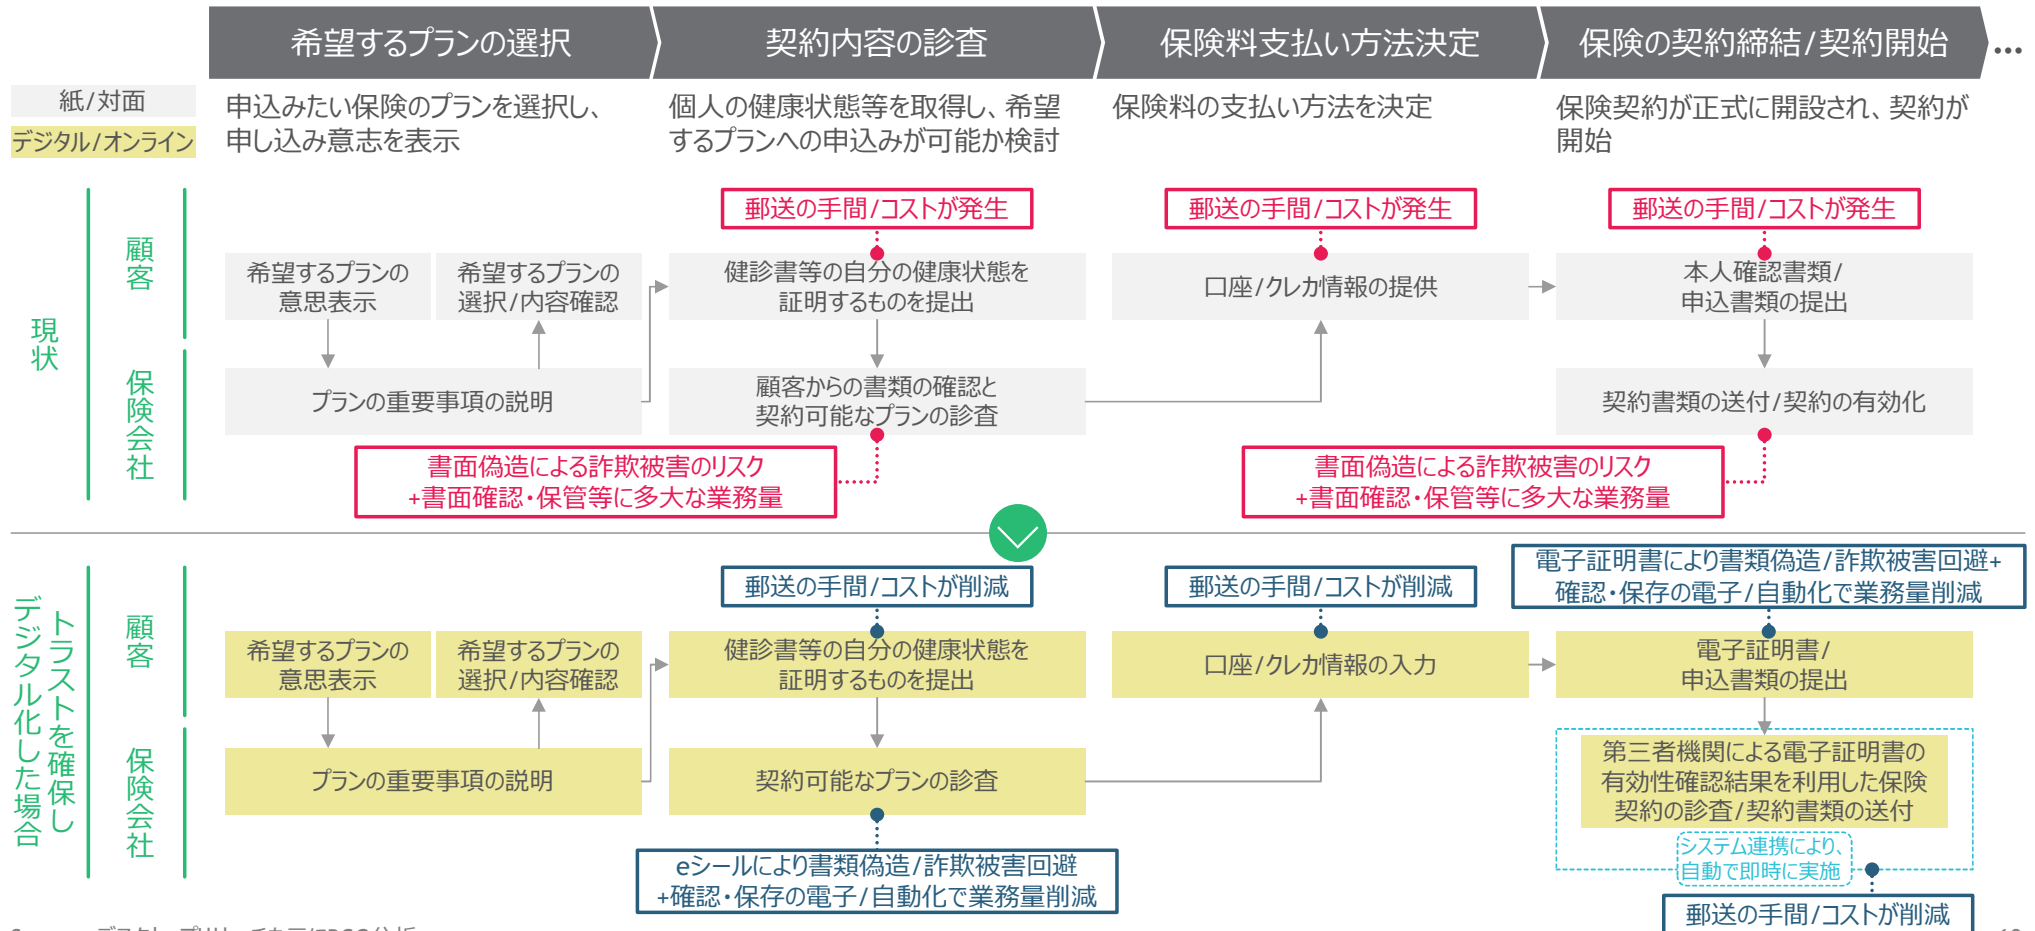 希望するプランの選択
契約内容の診査
保険料支払い方法決定
保険の契約締結/契約開始
...
紙/対面
デジタル/オンライン
申込みたい保険のプランを選択し、
申し込み意志を表示
個人の健康状態等を取得し、希望
するプランへの申込みが可能か検討
保険料の支払い方法を決定
保険契約が正式に開設され、契約が
開始
現状
顧客
保険会社
郵送の手間/コストが発生
郵送の手間/コストが発生
郵送の手間/コストが発生
希望するプランの
意思表示
希望するプランの
選択/内容確認
健診書等の自分の健康状態を
証明するものを提出
口座/クレカ情報の提供
本人確認書類/
申込書類の提出
プランの重要事項の説明
顧客からの書類の確認と
契約可能なプランの診査
契約書類の送付/契約の有効化
書面偽造による詐欺被害のリスク
+書面確認・保管等に多大な業務量
書面偽造による詐欺被害のリスク
+書面確認・保管等に多大な業務量
トラストを確保し
デジタル化した場合
顧客
保険会社
郵送の手間/コストが削減
郵送の手間/コストが削減
電子証明書により書類偽造/詐欺被害回避+
確認・保存の電子/自動化で業務量削減
希望するプランの
意思表示
希望するプランの
選択/内容確認
健診書等の自分の健康状態を
証明するものを提出
口座/クレカ情報の入力
電子証明書/
申込書類の提出
プランの重要事項の説明
契約可能なプランの診査
第三者機関による電子証明書の
有効性確認結果を利用した保険
契約の診査/契約書類の送付
システム連携により、
自動で即時に実施
eシールにより書類偽造/詐欺被害回避
+確認・保存の電子/自動化で業務量削減
郵送の手間/コストが削減